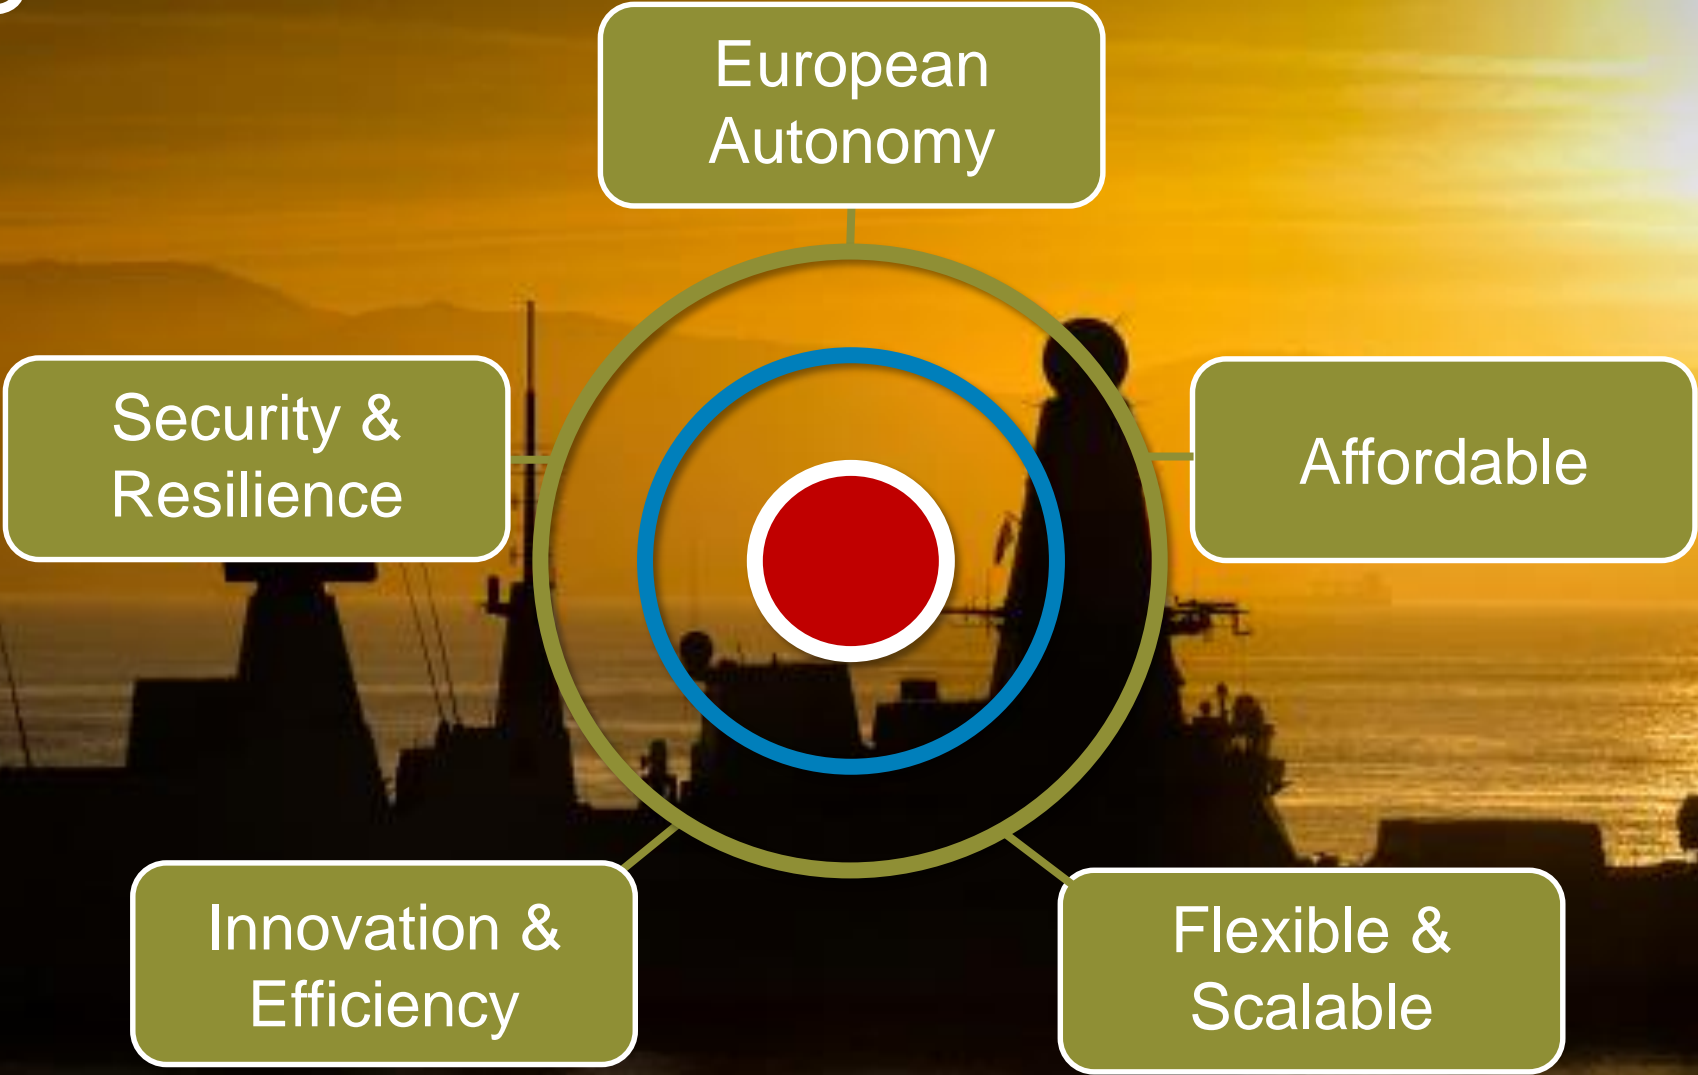 European
Autonomy
Security &
Resilience
Affordable
Innovation &
Efficiency
Flexible &
Scalable